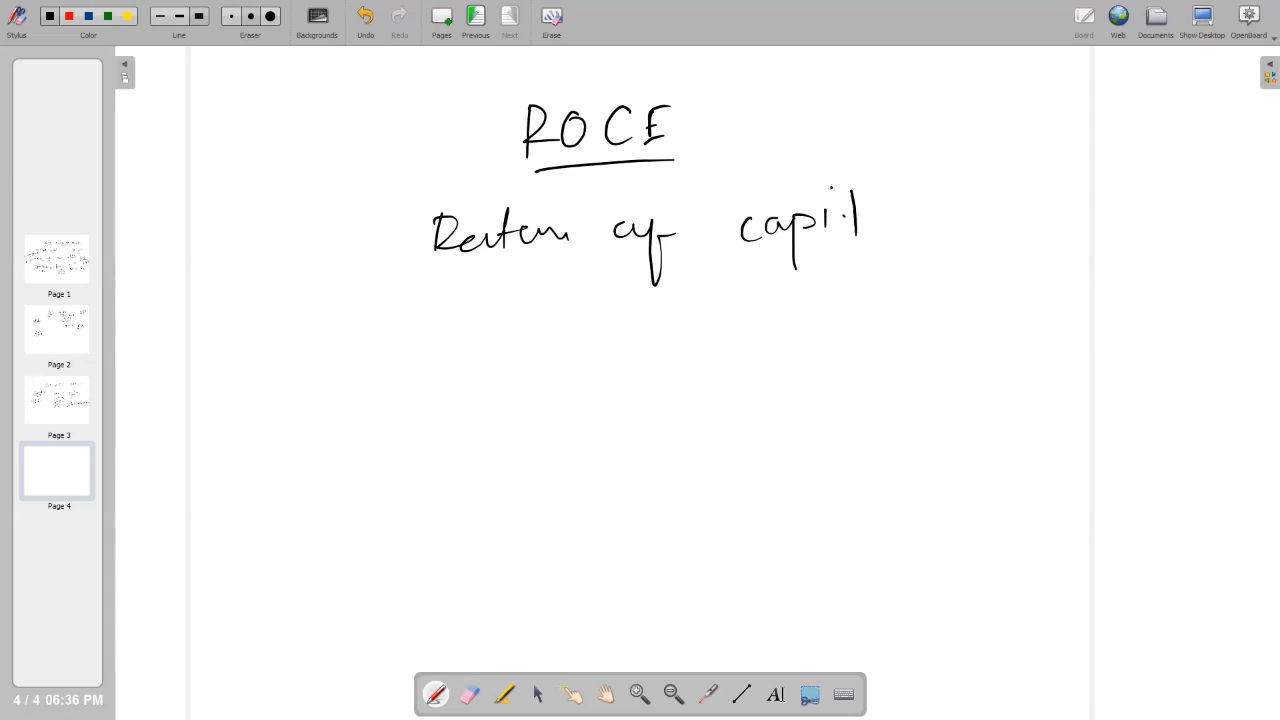 Stylus Color Line Eraser Backgrounds Undo Redo Pages Previous Next Erase Board Web Documents Show Desktop OpenBoard
ROCE
Return of capit
Page 1
Page 2
Page 3
Page 4
4 / 4 06:36 PM